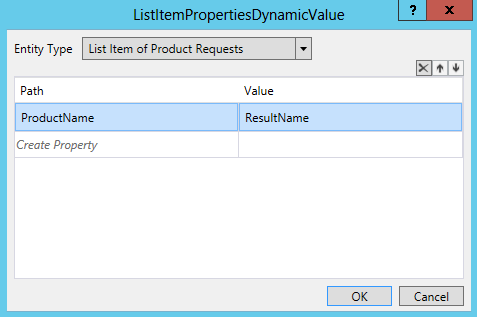 ListItemPropertiesDynamicValue
? x
Entity Type List Item of Product Requests
Path Value
ProductName ResultName
Create Property
OK Cancel